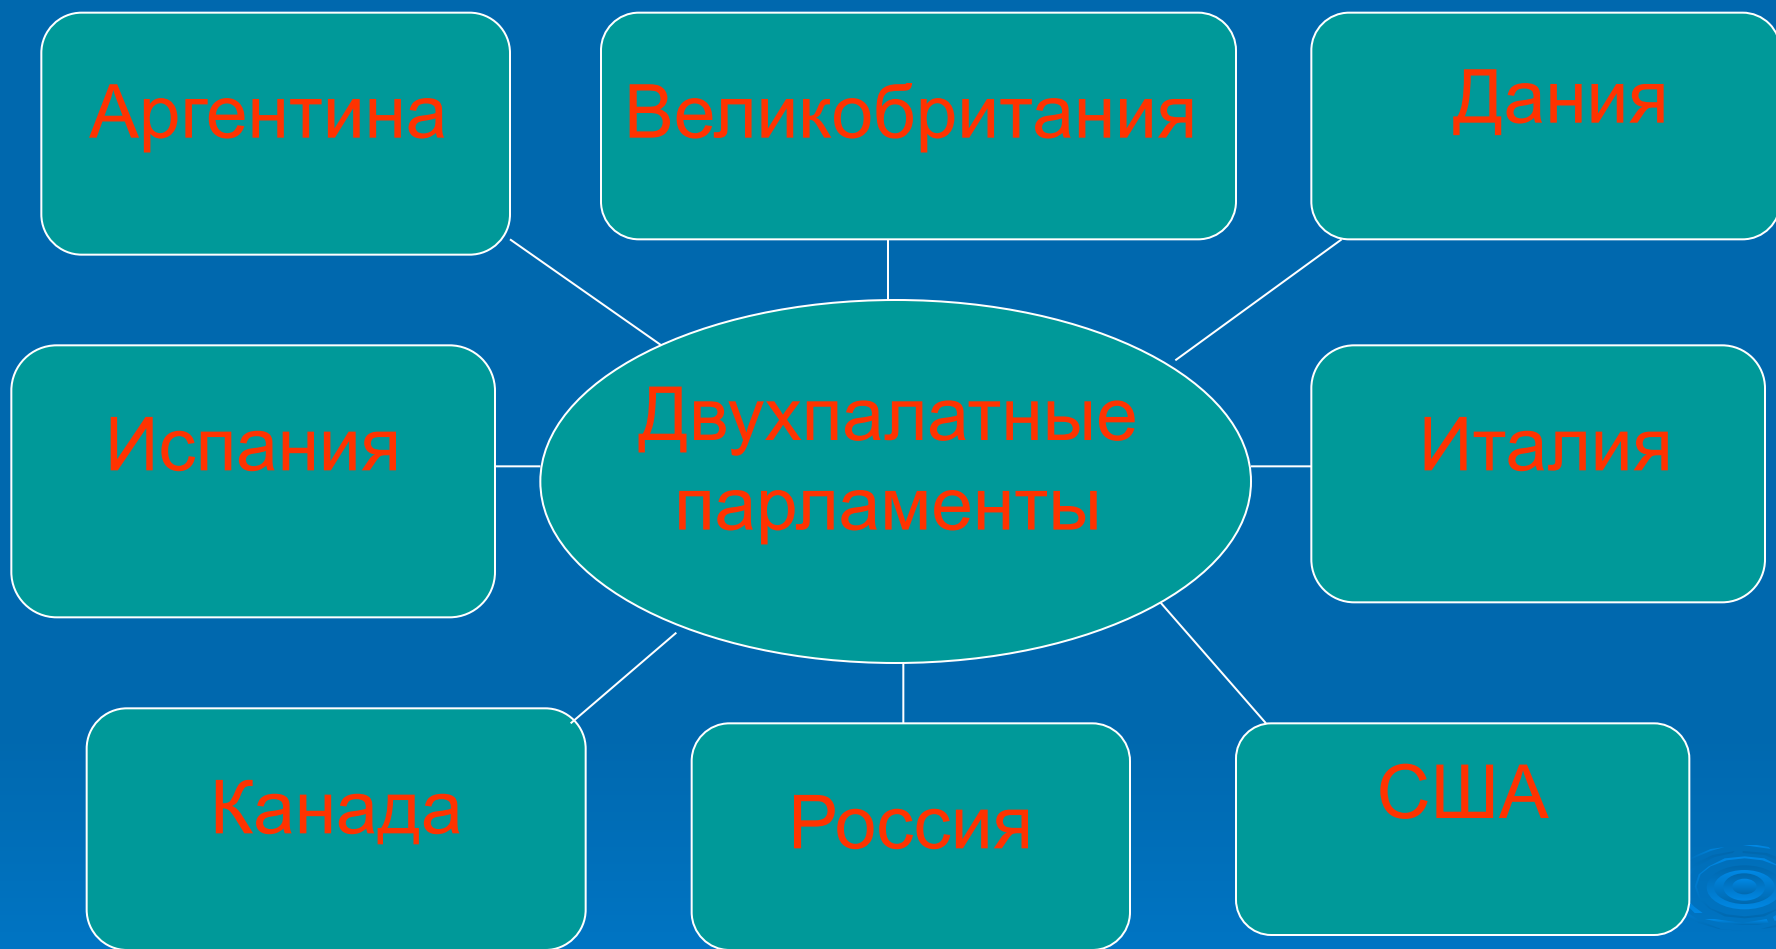 Аргентина
Великобритания
Дания
Испания
Двухпалатные
парламенты
Италия
Канада
Россия
США